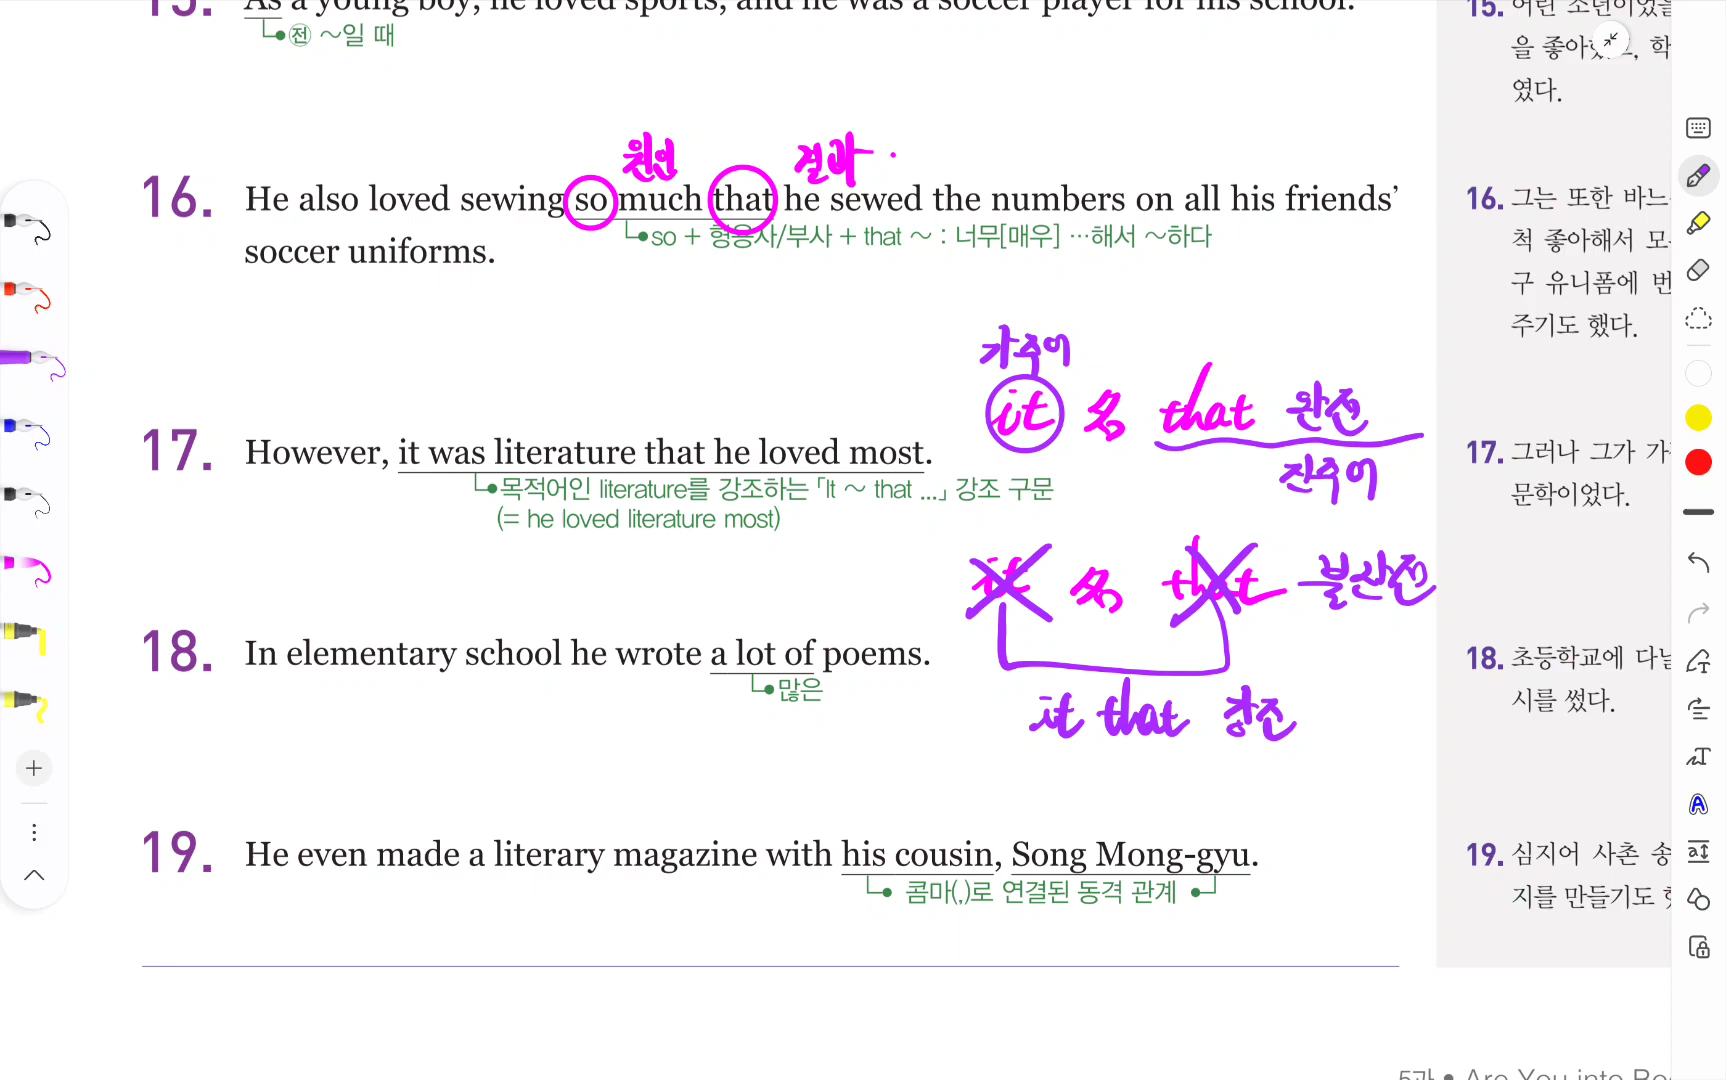 15. As a young boy, he loved sports, and he was a soccer player for his school.
전 ~일 때
원인 결과
16. He also loved sewing so much that he sewed the numbers on all his friends'
so + 형용사/부사 + that ~ : 너무[매우] …해서 ~하다
soccer uniforms.
가주어
it 名 that 완전
진주어
17. However, it was literature that he loved most.
목적어인 literature를 강조하는 「It ~ that ...」 강조 구문
(= he loved literature most)
it 名 that 불완전
it that 강조
18. In elementary school he wrote a lot of poems.
많은
19. He even made a literary magazine with his cousin, Song Mong-gyu.
콤마(,)로 연결된 동격 관계
15. 어린 소년이었을
을 좋아했고, 학
였다.
16. 그는 또한 바느
척 좋아해서 모
구 유니폼에 번
주기도 했다.
17. 그러나 그가 가
문학이었다.
18. 초등학교에 다닐
시를 썼다.
19. 심지어 사촌 송
지를 만들기도 했
5과 • Are You into